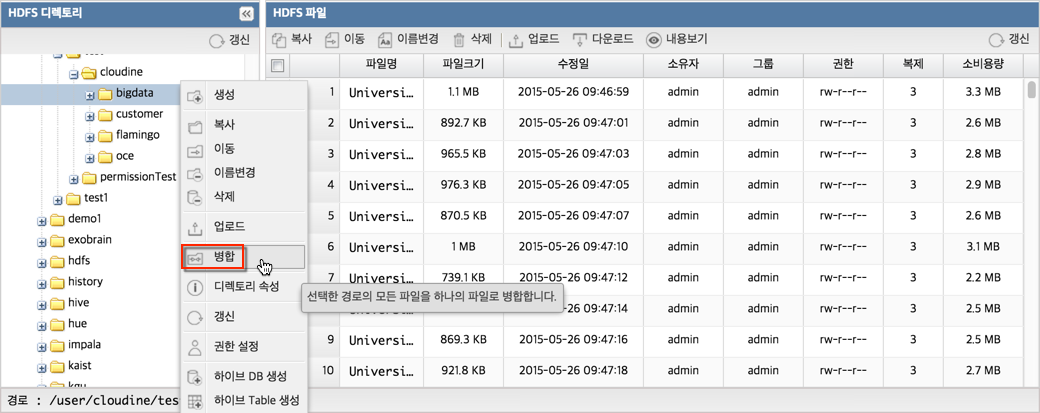 HDFS 디렉토리
갱신
cloudine
bigdata
customer
flamingo
oce
permissionTest
test1
demo1
exobrain
hdfs
history
hive
hue
impala
kaist
생성
복사
이동
이름변경
삭제
업로드
병합
디렉토리 속성
갱신
권한 설정
하이브 DB 생성
하이브 Table 생성
선택한 경로의 모든 파일을 하나의 파일로 병합합니다.
HDFS 파일
복사 이동 이름변경 삭제 업로드 다운로드 내용보기 갱신
파일명 파일크기 수정일 소유자 그룹 권한 복제 소비용량
1 Universi... 1.1 MB 2015-05-26 09:46:59 admin admin rw-r--r-- 3 3.3 MB
2 Universi... 892.7 KB 2015-05-26 09:47:01 admin admin rw-r--r-- 3 2.6 MB
3 Universi... 965.5 KB 2015-05-26 09:47:03 admin admin rw-r--r-- 3 2.8 MB
4 Universi... 976.3 KB 2015-05-26 09:47:05 admin admin rw-r--r-- 3 2.9 MB
5 Universi... 870.5 KB 2015-05-26 09:47:07 admin admin rw-r--r-- 3 2.6 MB
6 Universi... 1 MB 2015-05-26 09:47:10 admin admin rw-r--r-- 3 3.1 MB
7 Universi... 739.1 KB 2015-05-26 09:47:12 admin admin rw-r--r-- 3 2.2 MB
09:47:14 admin admin rw-r--r-- 3 2.5 MB
9 Universi... 869.3 KB 2015-05-26 09:47:16 admin admin rw-r--r-- 3 2.5 MB
10 Universi... 921.8 KB 2015-05-26 09:47:18 admin admin rw-r--r-- 3 2.7 MB
경로 : /user/cloudine/tes